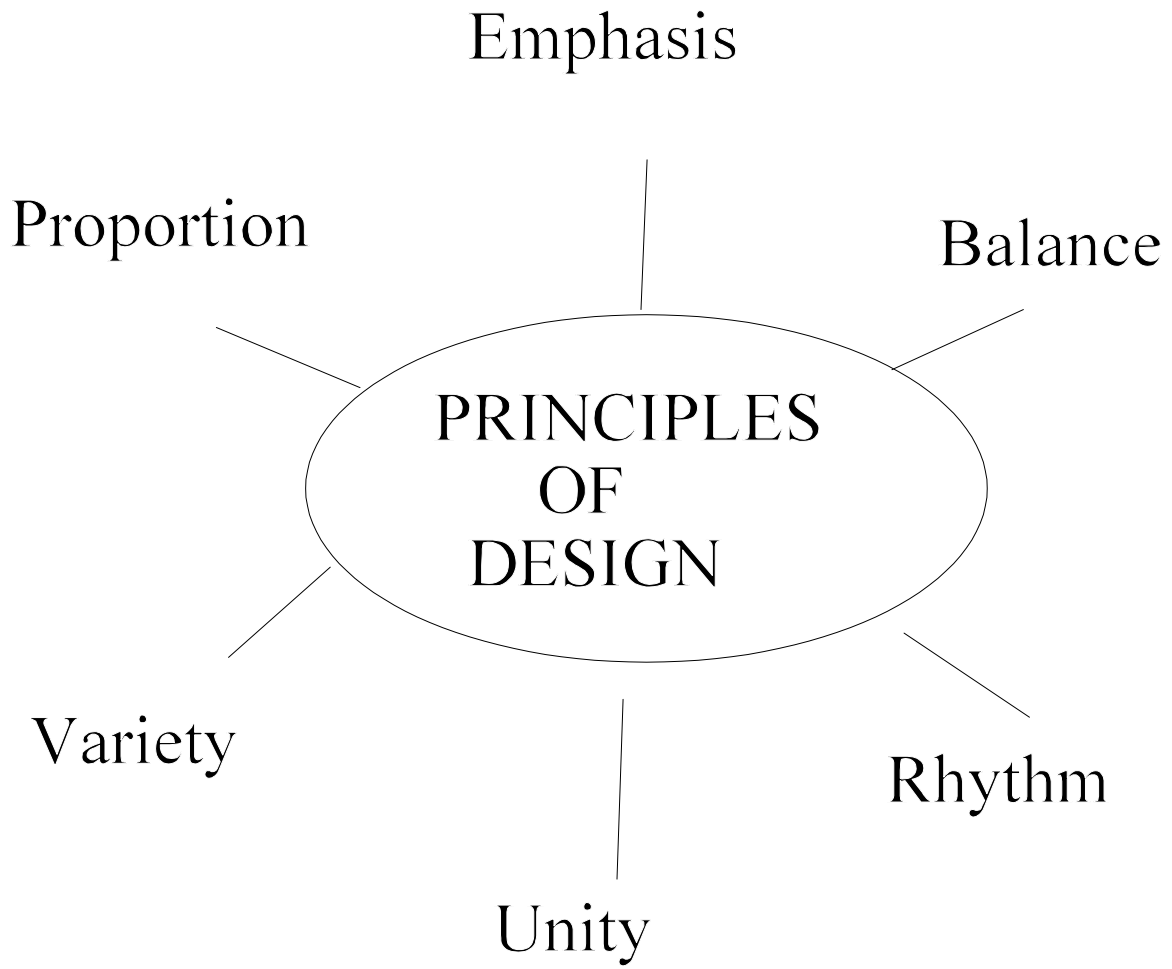 Emphasis
Proportion
Balance
PRINCIPLES
OF
DESIGN
Variety
Rhythm
Unity